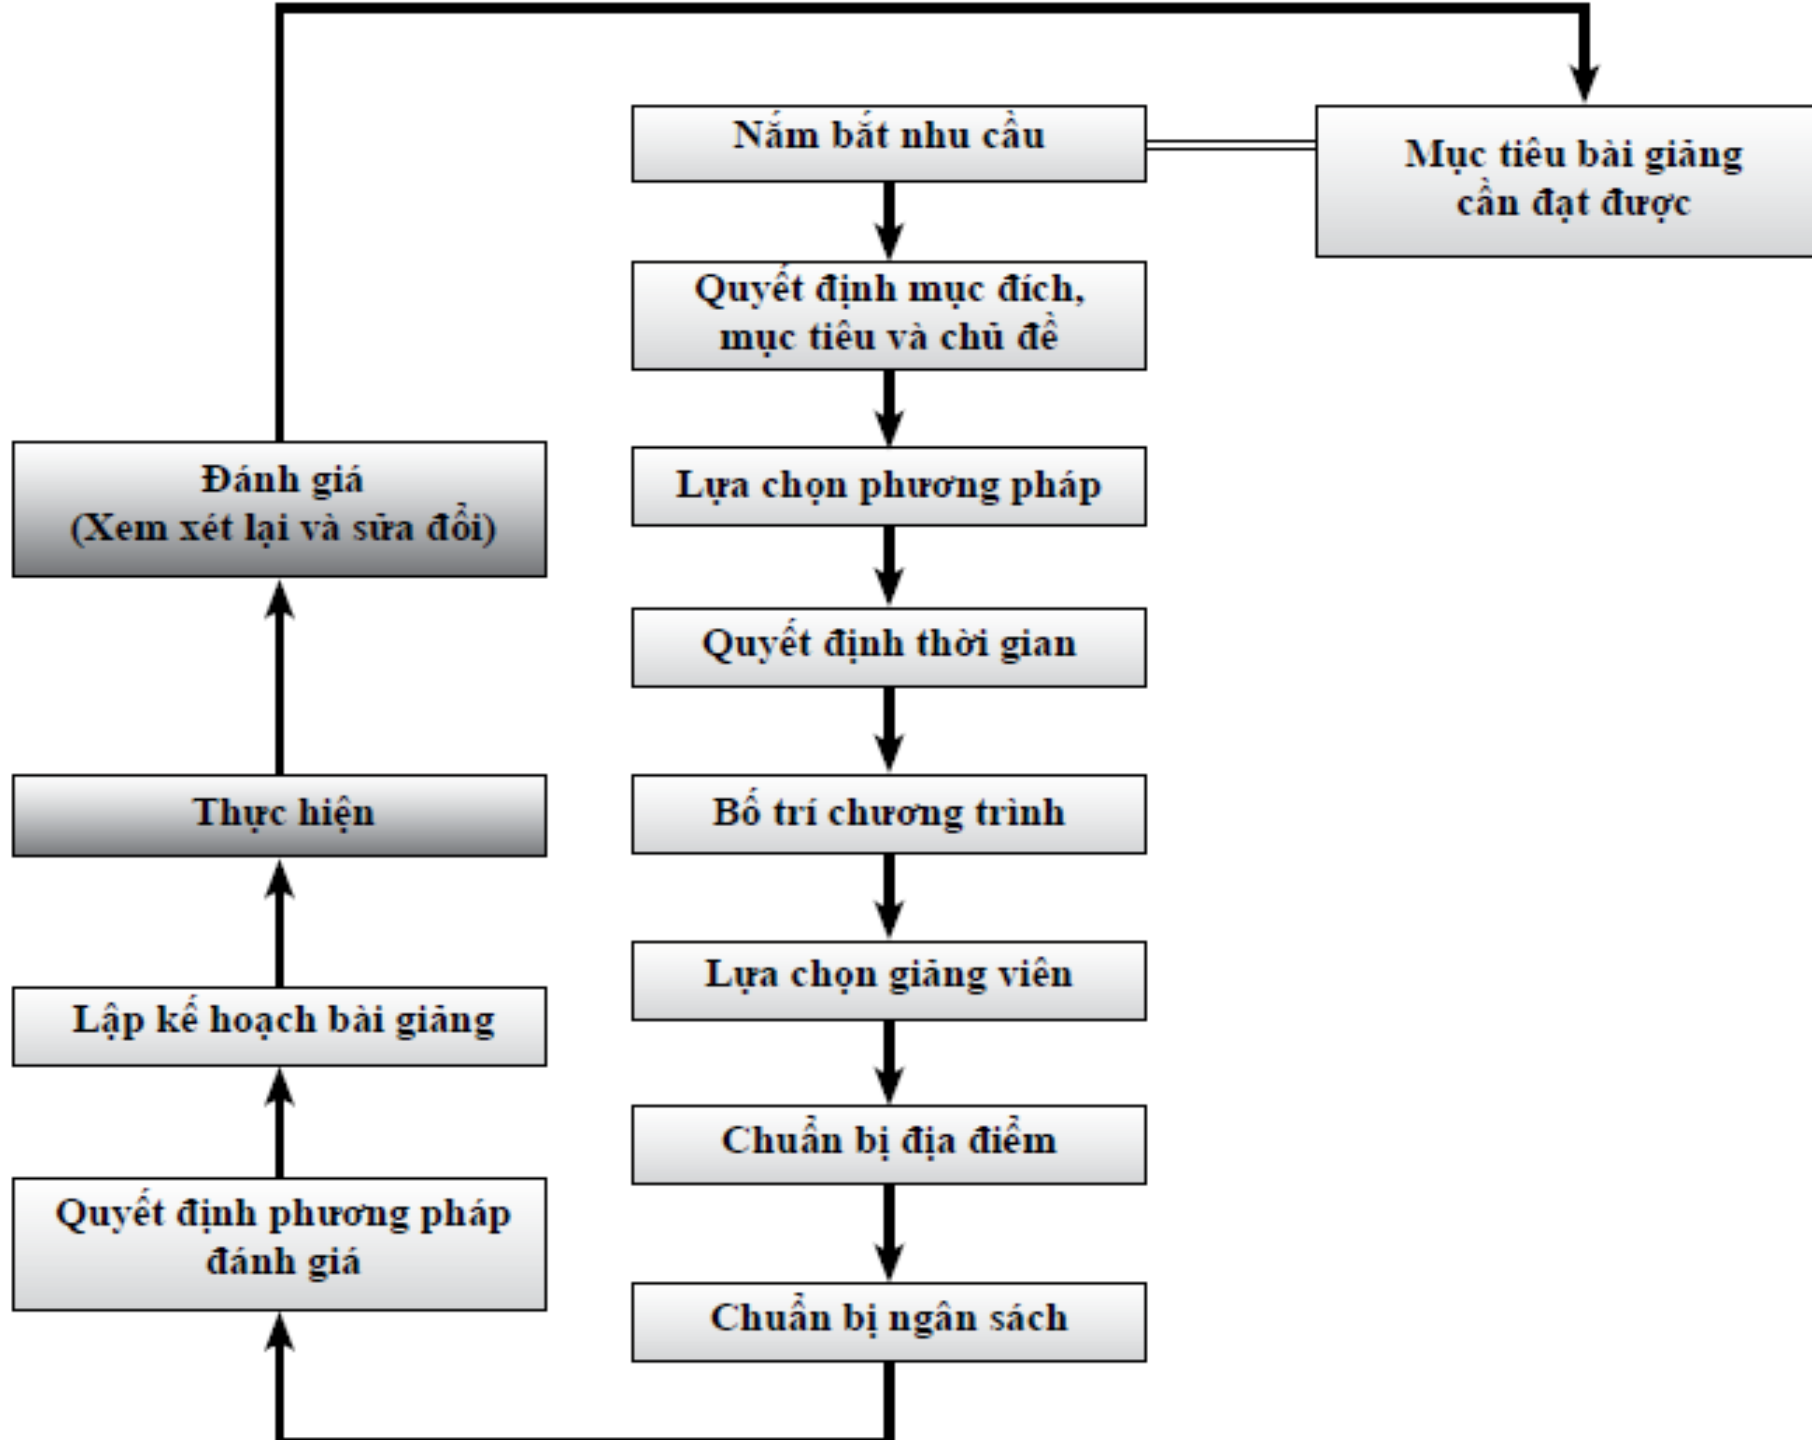 Nắm bắt nhu cầu
Mục tiêu bài giảng
cần đạt được
Quyết định mục đích,
mục tiêu và chủ đề
Lựa chọn phương pháp
Quyết định thời gian
Bố trí chương trình
Lựa chọn giảng viên
Chuẩn bị địa điểm
Chuẩn bị ngân sách
Quyết định phương pháp
đánh giá
Lập kế hoạch bài giảng
Thực hiện
Đánh giá
(Xem xét lại và sửa đổi)